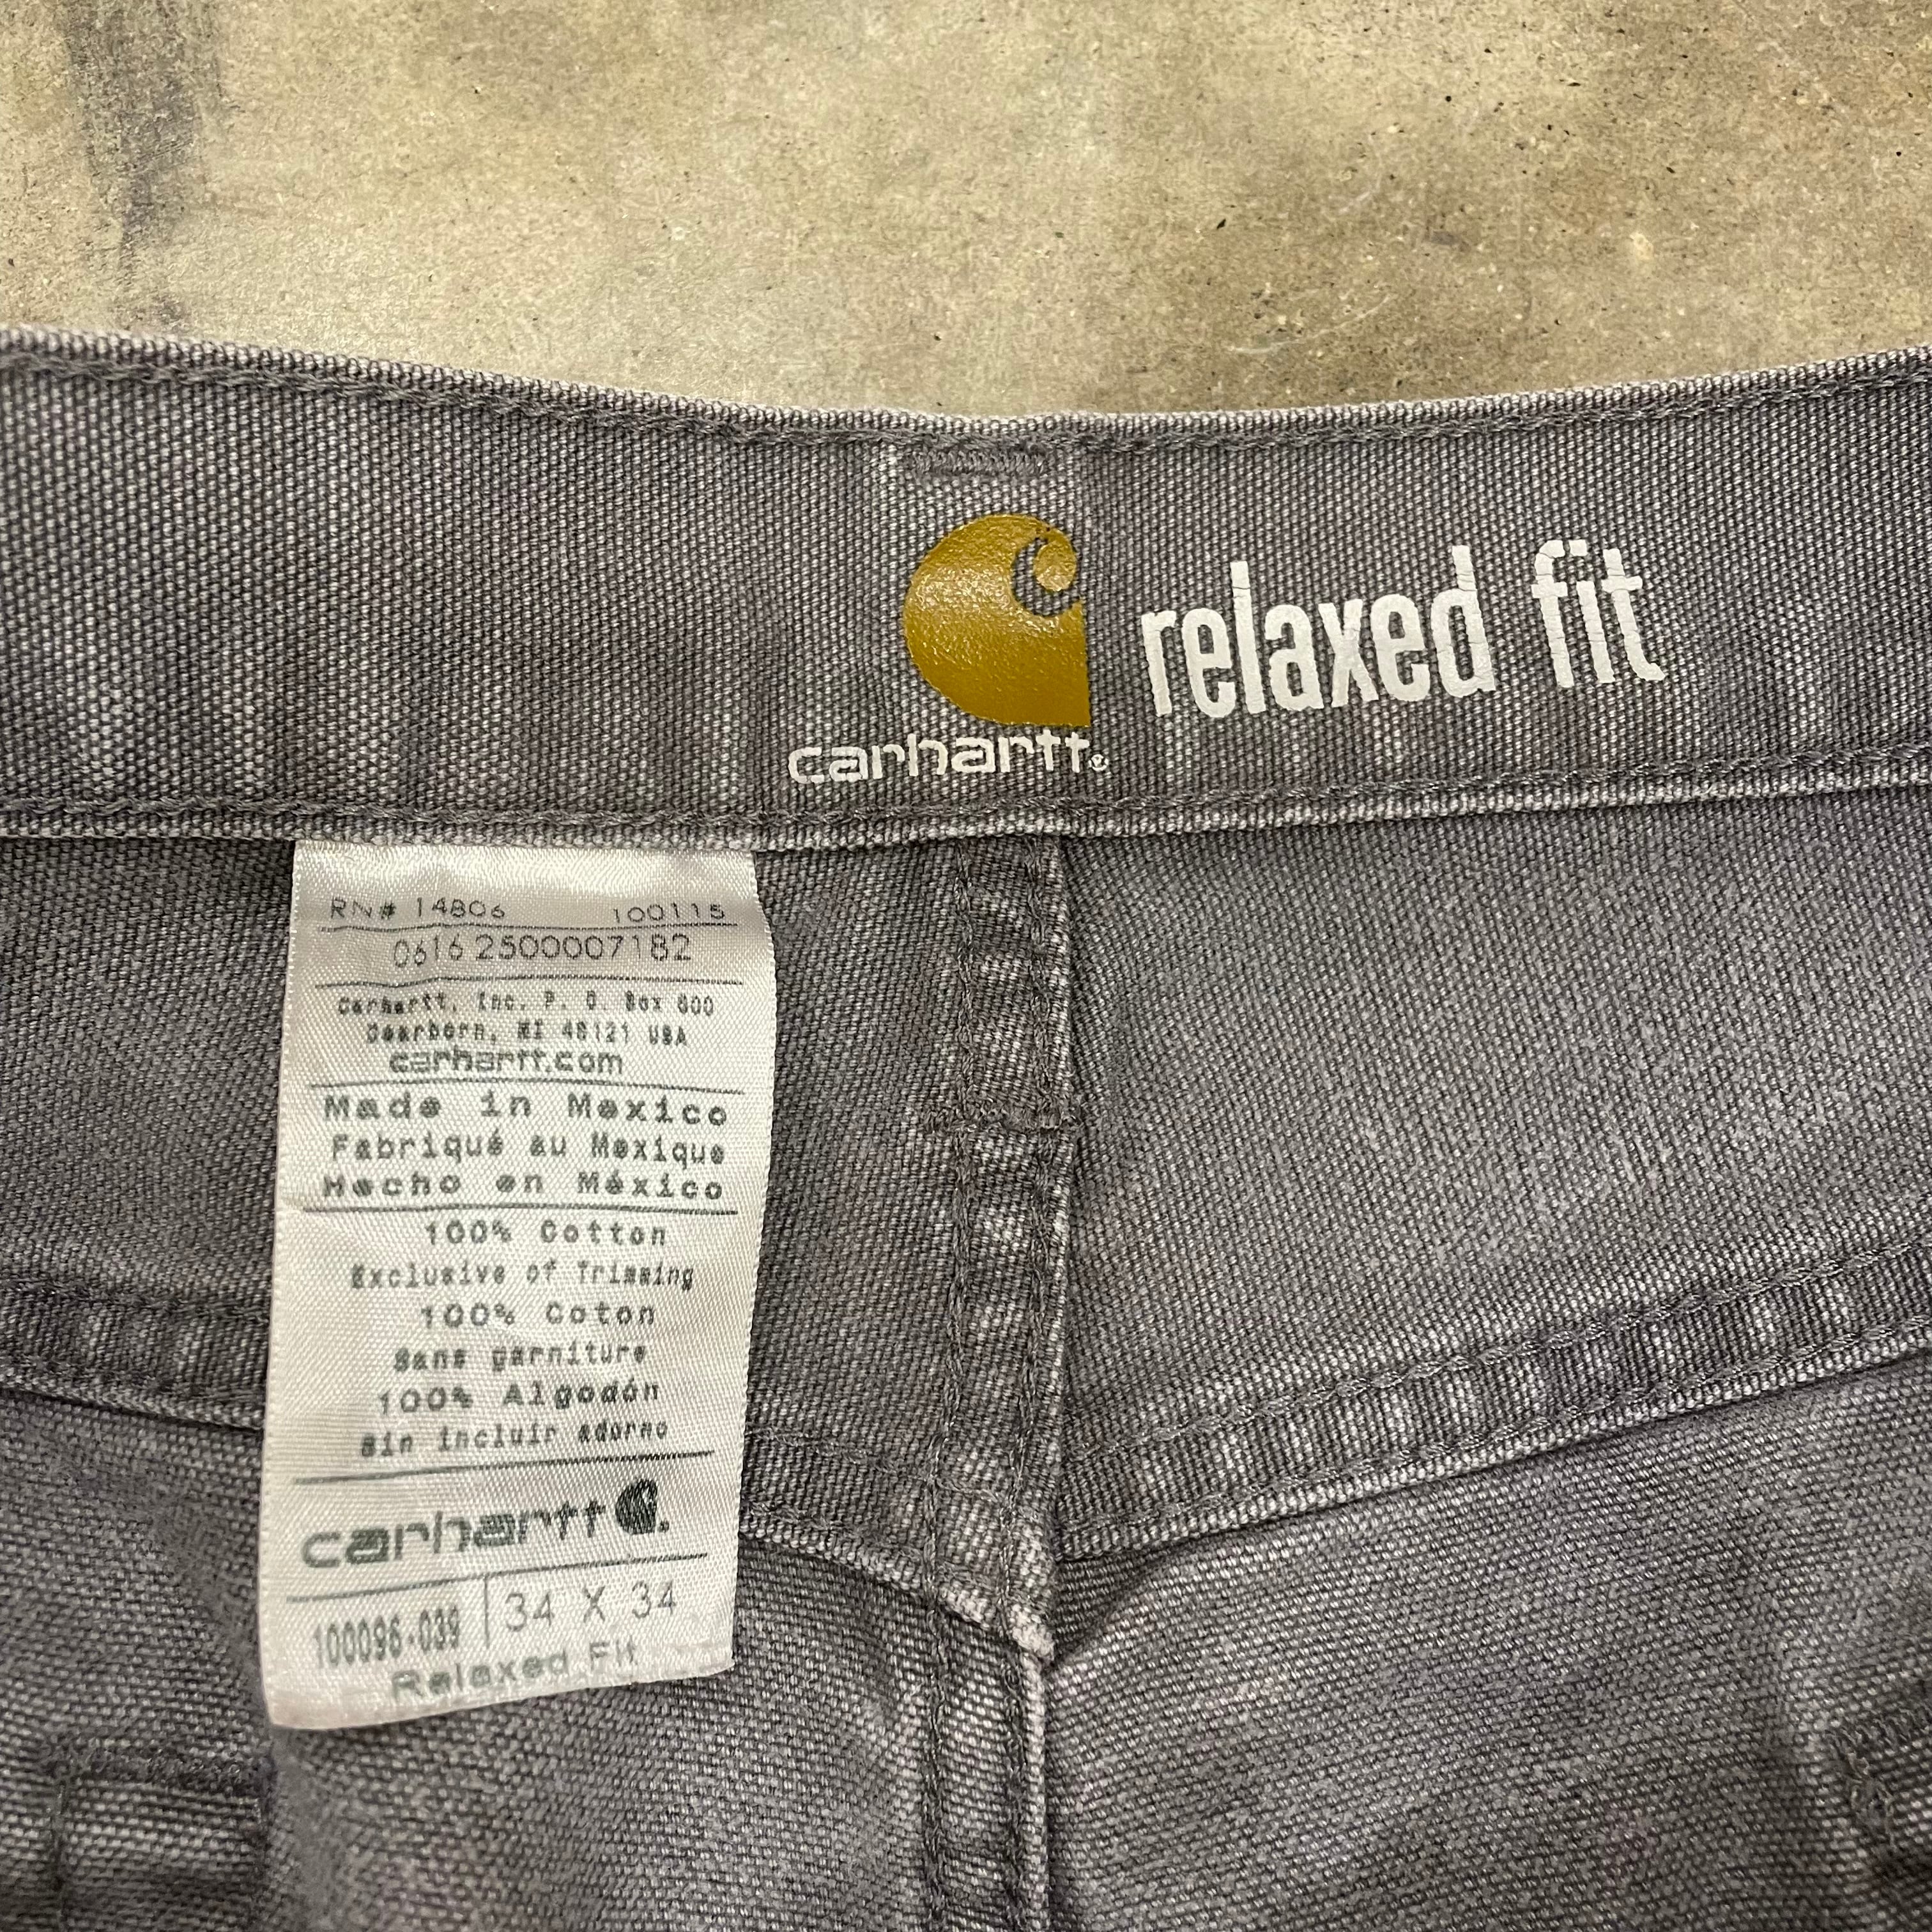 relaxed fit
carhartt®
RN# 14806 100115
0616 2500007182
Carhartt, Inc. P. O. Box 600
Dearborn, MI 48121 USA
carhartt.com
Made in Mexico
Fabriqué au Mexique
Hecho en México
100% Cotton
Exclusive of Trimming
100% Coton
Sans garniture
100% Algodón
Sin incluir adorno
carhartt
100096-039 34 X 34
Relaxed Fit